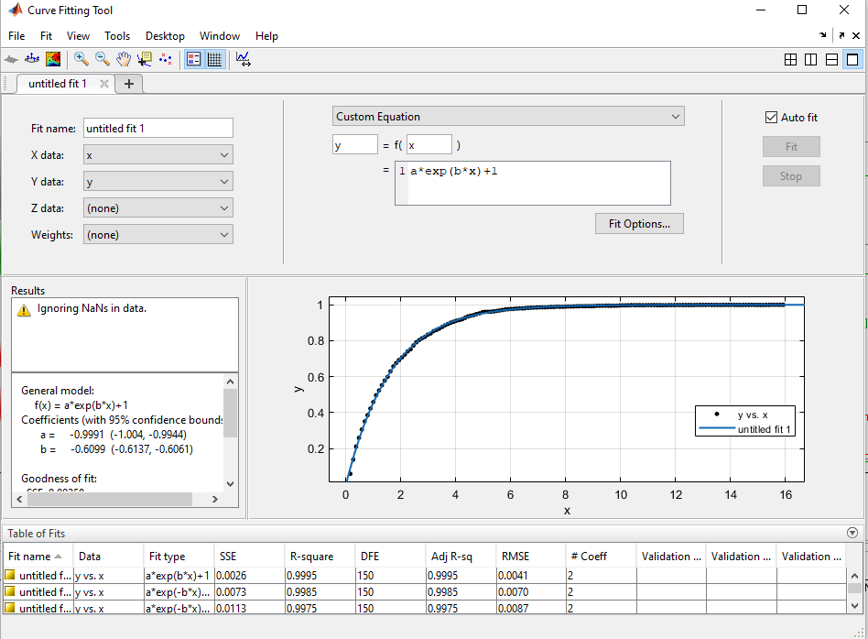 Curve Fitting Tool
File Fit View Tools Desktop Window Help
untitled fit 1
Fit name: untitled fit 1
X data: x
Y data: y
Z data: (none)
Weights: (none)
Custom Equation
y = f( x )
= 1 a*exp(b*x)+1
Fit Options...
Auto fit
Fit
Stop
Results
Ignoring NaNs in data.
General model:
f(x) = a*exp(b*x)+1
Coefficients (with 95% confidence bounds
a = -0.9991 (-1.004, -0.9944)
b = -0.6099 (-0.6137, -0.6061)
Goodness of fit:
1
0.8
0.6
0.4
0.2
y
0 2 4 6 8 10 12 14 16
x
y vs. x
untitled fit 1
Table of Fits
Fit name Data Fit type SSE R-square DFE Adj R-sq RMSE # Coeff Validation ... Validation ... Validation ...
untitled f... y vs. x a*exp(b*x)+1 0.0026 0.9995 150 0.9995 0.0041 2
untitled f... y vs. x a*exp(-b*x)... 0.0073 0.9985 150 0.9985 0.0070 2
untitled f... y vs. x a*exp(-b*x)... 0.0113 0.9975 150 0.9975 0.0087 2